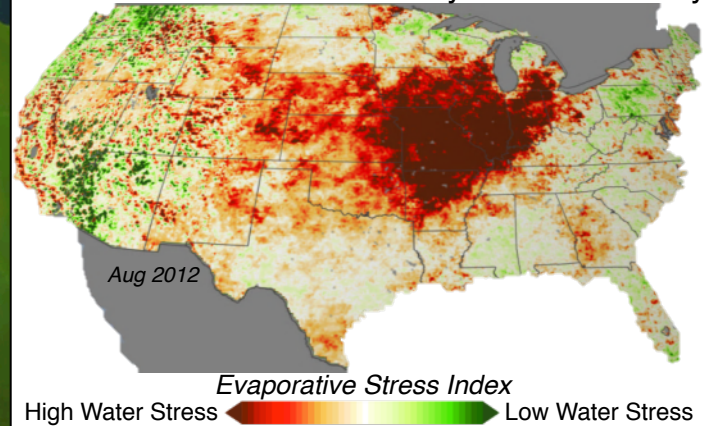 Aug 2012
Evaporative Stress Index
High Water Stress
Low Water Stress